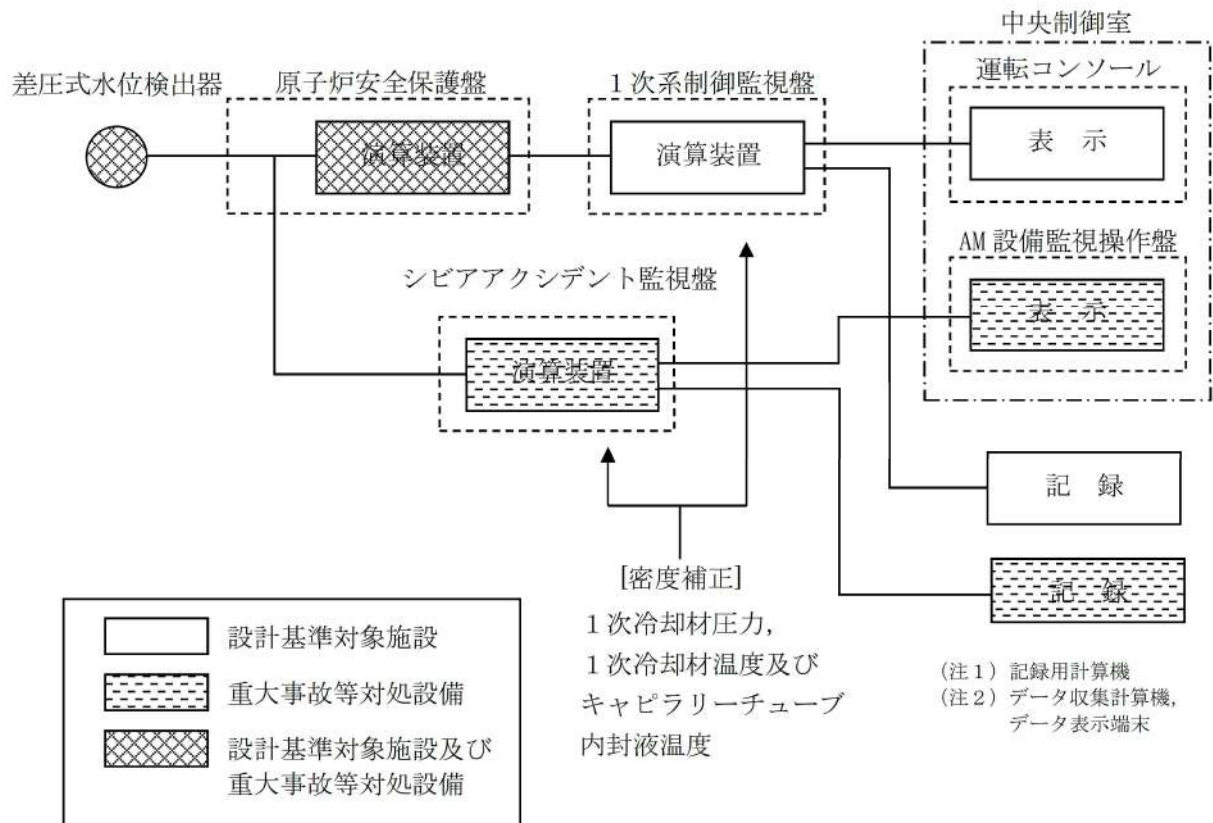 中央制御室
差圧式水位検出器
原子炉安全保護盤
１次系制御監視盤
運転コンソール
演算装置
演算装置
表　示
AM 設備監視操作盤
シビアアクシデント監視盤
表　示
演算装置
記　録
[密度補正]
記　録
１次冷却材圧力，
１次冷却材温度及び
キャピラリーチューブ
内封液温度
（注１）記録用計算機
（注２）データ収集計算機，
データ表示端末
設計基準対象施設
重大事故等対処設備
設計基準対象施設及び
重大事故等対処設備